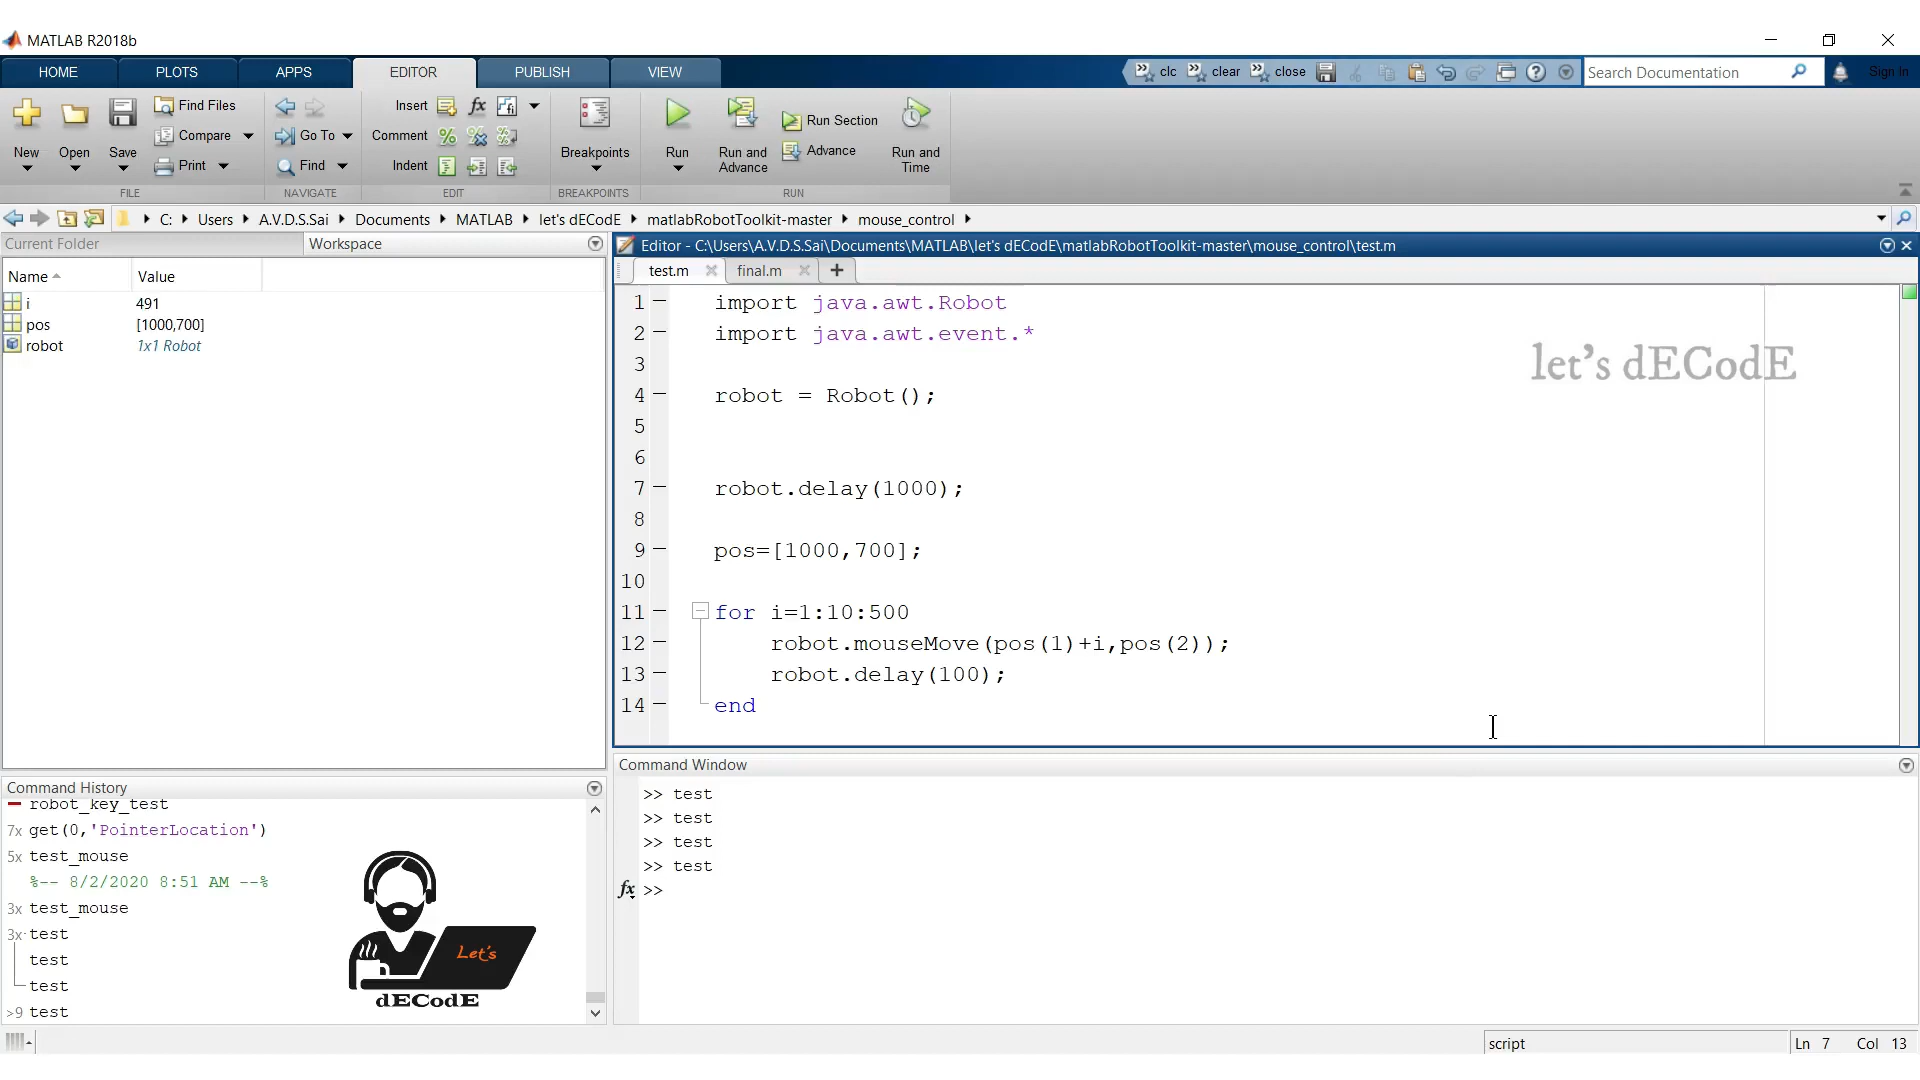 MATLAB R2018b
HOME PLOTS APPS EDITOR PUBLISH VIEW clc clear close Search Documentation Sign In
New Open Save Find Files Compare Print Go To Find Insert fx Comment Indent Breakpoints Run Run and Advance Run Section Advance Run and Time
FILE NAVIGATE EDIT BREAKPOINTS RUN
C: Users A.V.D.S.Sai Documents MATLAB let's dECodE matlabRobotToolkit-master mouse_control
Current Folder Workspace
Name Value
i 491
pos [1000,700]
robot 1x1 Robot
Editor - C:\Users\A.V.D.S.Sai\Documents\MATLAB\let's dECodE\matlabRobotToolkit-master\mouse_control\test.m
test.m final.m
1 import java.awt.Robot
2 import java.awt.event.*
3
4 robot = Robot();
5
6
7 robot.delay(1000);
8
9 pos=[1000,700];
10
11 for i=1:10:500
12 robot.mouseMove(pos(1)+i,pos(2));
13 robot.delay(100);
14 end
let's dECodE
Command History
robot_key_test
7x get(0,'PointerLocation')
5x test_mouse
%-- 8/2/2020 8:51 AM --%
3x test_mouse
3x test
test
test
>9 test
Let's
dECodE
Command Window
>> test
>> test
>> test
>> test
fx >>
script Ln 7 Col 13